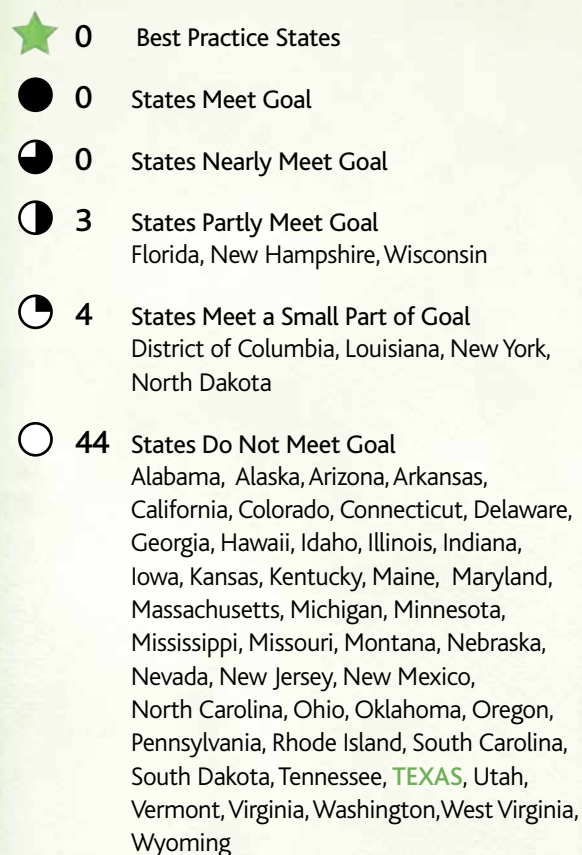 0 Best Practice States
0 States Meet Goal
0 States Nearly Meet Goal
3 States Partly Meet Goal
Florida, New Hampshire, Wisconsin
4 States Meet a Small Part of Goal
District of Columbia, Louisiana, New York,
North Dakota
44 States Do Not Meet Goal
Alabama, Alaska, Arizona, Arkansas,
California, Colorado, Connecticut, Delaware,
Georgia, Hawaii, Idaho, Illinois, Indiana,
Iowa, Kansas, Kentucky, Maine, Maryland,
Massachusetts, Michigan, Minnesota,
Mississippi, Missouri, Montana, Nebraska,
Nevada, New Jersey, New Mexico,
North Carolina, Ohio, Oklahoma, Oregon,
Pennsylvania, Rhode Island, South Carolina,
South Dakota, Tennessee, TEXAS, Utah,
Vermont, Virginia, Washington,West Virginia,
Wyoming